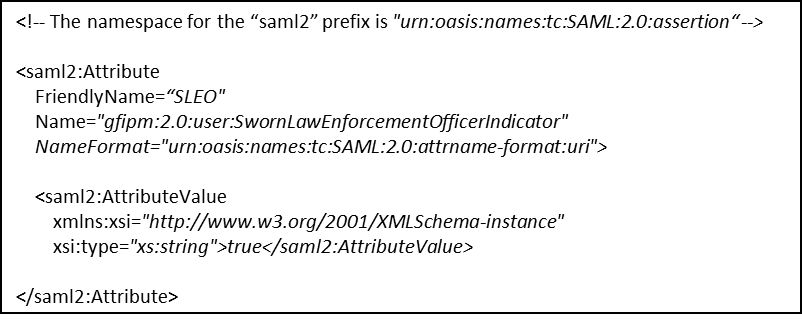 <!-- The namespace for the “saml2” prefix is "urn:oasis:names:tc:SAML:2.0:assertion“-->
<saml2:Attribute
FriendlyName=“SLEO"
Name="gfipm:2.0:user:SwornLawEnforcementOfficerIndicator"
NameFormat="urn:oasis:names:tc:SAML:2.0:attrname-format:uri">
<saml2:AttributeValue
xmlns:xsi="http://www.w3.org/2001/XMLSchema-instance"
xsi:type="xs:string">true</saml2:AttributeValue>
</saml2:Attribute>